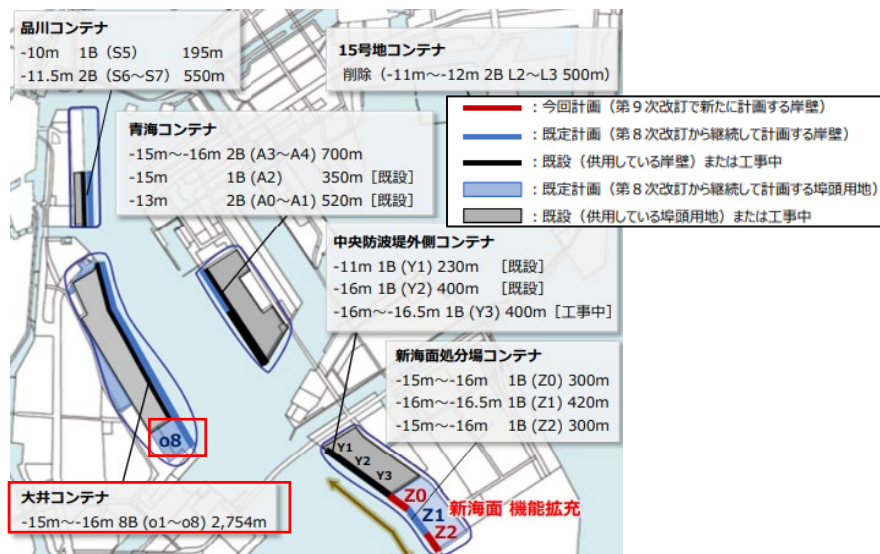 品川コンテナ
-10m 1B（S5） 195m
-11.5m 2B（S6～S7） 550m
15号地コンテナ
削除（-11m～-12m 2B L2～L3 500m）
：今回計画（第９次改訂で新たに計画する岸壁）
：既定計画（第８次改訂から継続して計画する岸壁）
：既設（供用している岸壁）または工事中
：既定計画（第８次改訂から継続して計画する埠頭用地）
：既設（供用している埠頭用地）または工事中
青海コンテナ
-15m～-16m 2B (A3～A4) 700m
-15m 1B (A2) 350m［既設］
-13m 2B (A0～A1) 520m［既設］
中央防波堤外側コンテナ
-11m 1B (Y1) 230m ［既設］
-16m 1B (Y2) 400m ［既設］
-16m～-16.5m 1B (Y3) 400m［工事中］
新海面処分場コンテナ
-15m～-16m 1B (Z0) 300m
-16m～-16.5m 1B (Z1) 420m
-15m～-16m 1B (Z2) 300m
o8
Y1
Y2
Y3
Z0
Z1
Z2
新海面 機能拡充
大井コンテナ
-15m～-16m 8B (o1～o8) 2,754m